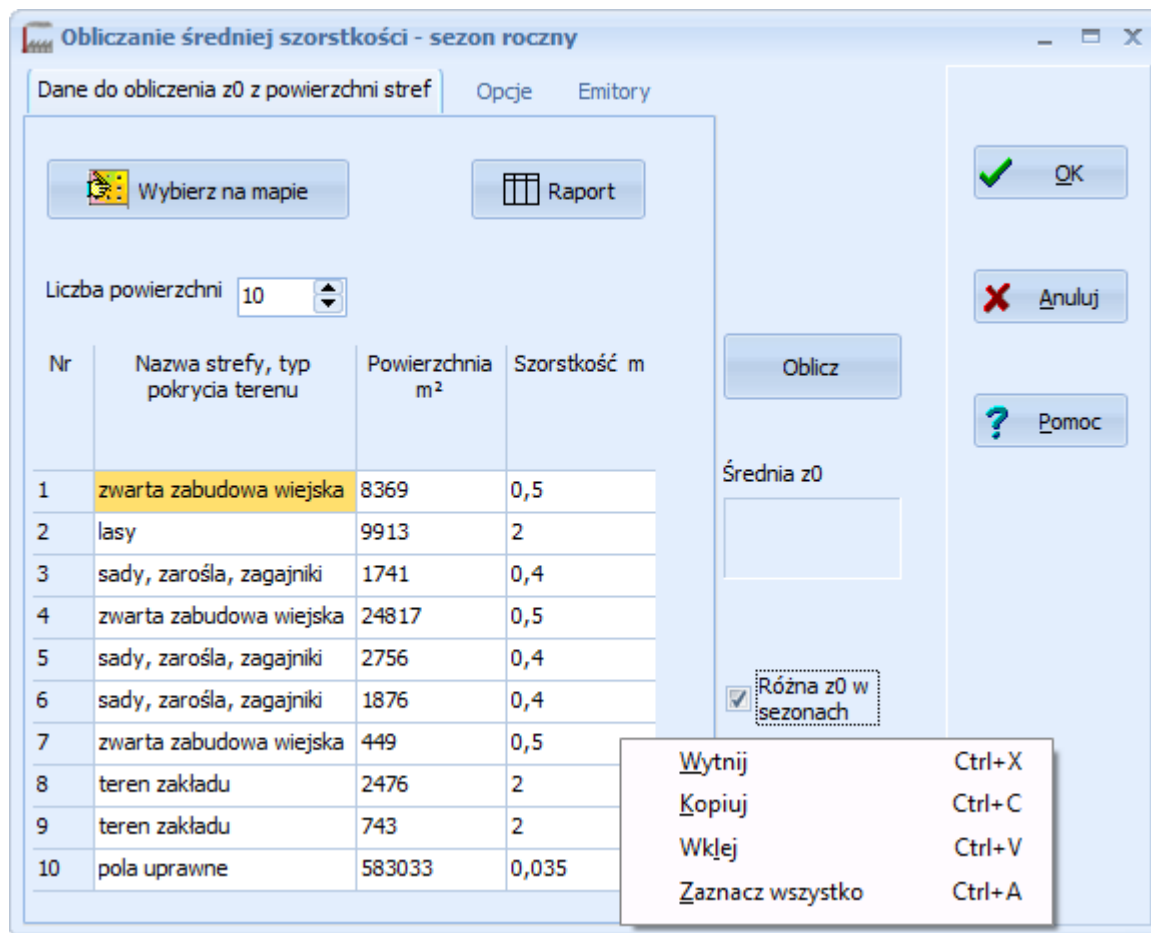 Obliczanie średniej szorstkości - sezon roczny
Dane do obliczenia z0 z powierzchni stref Opcje Emitory
Wybierz na mapie Raport
OK
Liczba powierzchni 10
Anuluj
Nr Nazwa strefy, typ Powierzchnia Szorstkość m
pokrycia terenu m²
Oblicz
Pomoc
Średnia z0
1 zwarta zabudowa wiejska 8369 0,5
2 lasy 9913 2
3 sady, zarośla, zagajniki 1741 0,4
4 zwarta zabudowa wiejska 24817 0,5
5 sady, zarośla, zagajniki 2756 0,4
6 sady, zarośla, zagajniki 1876 0,4
7 zwarta zabudowa wiejska 449 0,5
8 teren zakładu 2476 2
9 teren zakładu 743 2
10 pola uprawne 583033 0,035
Różna z0 w
sezonach
Wytnij Ctrl+X
Kopiuj Ctrl+C
Wklej Ctrl+V
Zaznacz wszystko Ctrl+A